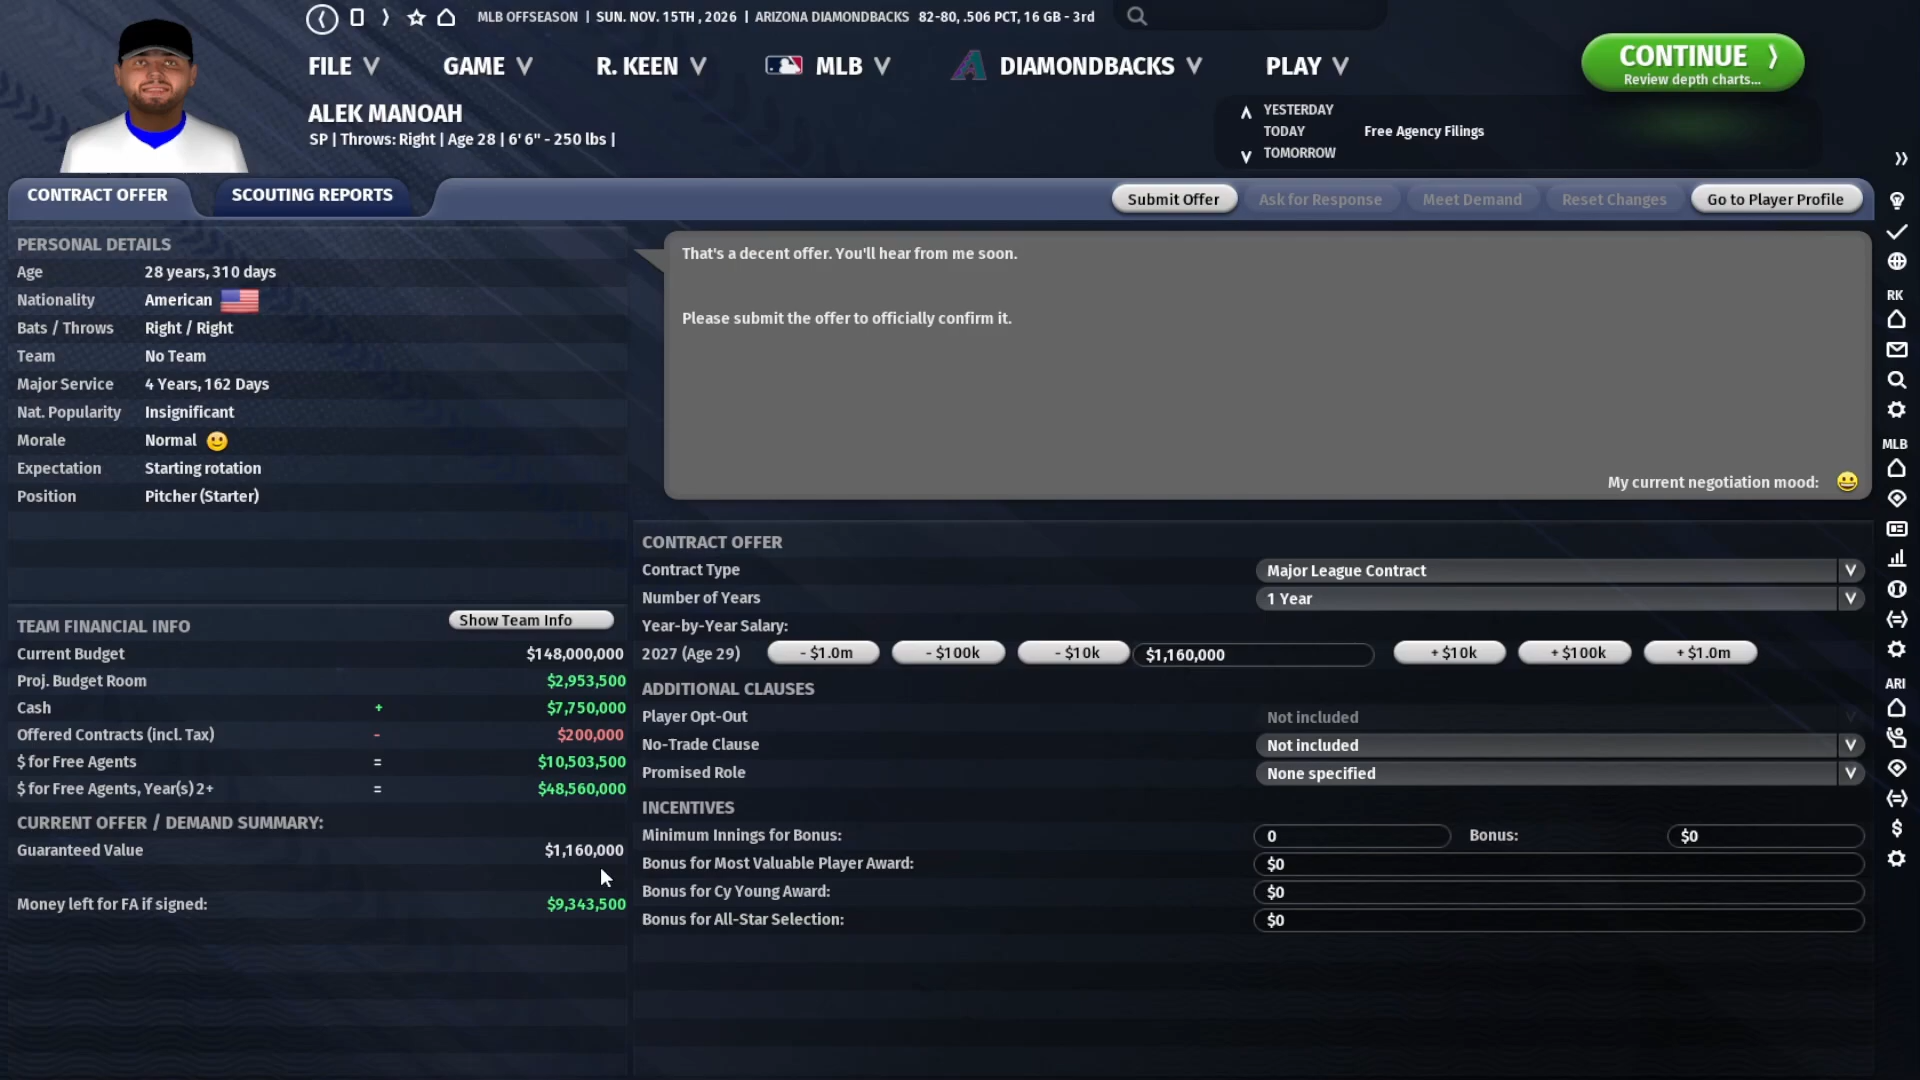 MLB OFFSEASON | SUN. NOV. 15TH , 2026 | ARIZONA DIAMONDBACKS 82-80, .506 PCT, 16 GB - 3rd
FILE GAME R. KEEN MLB DIAMONDBACKS PLAY
CONTINUE
Review depth charts...
ALEK MANOAH
SP | Throws: Right | Age 28 | 6' 6" - 250 lbs |
YESTERDAY
TODAY
TOMORROW
Free Agency Filings
CONTRACT OFFER SCOUTING REPORTS
Submit Offer Ask for Response Meet Demand Reset Changes Go to Player Profile
PERSONAL DETAILS
Age 28 years, 310 days
Nationality American
Bats / Throws Right / Right
Team No Team
Major Service 4 Years, 162 Days
Nat. Popularity Insignificant
Morale Normal
Expectation Starting rotation
Position Pitcher (Starter)
That's a decent offer. You'll hear from me soon.
Please submit the offer to officially confirm it.
My current negotiation mood:
TEAM FINANCIAL INFO Show Team Info
Current Budget $148,000,000
Proj. Budget Room $2,953,500
Cash + $7,750,000
Offered Contracts (incl. Tax) - $200,000
$ for Free Agents = $10,503,500
$ for Free Agents, Year(s) 2+ = $48,560,000
CURRENT OFFER / DEMAND SUMMARY:
Guaranteed Value $1,160,000
Money left for FA if signed: $9,343,500
CONTRACT OFFER
Contract Type Major League Contract
Number of Years 1 Year
Year-by-Year Salary:
2027 (Age 29) - $1.0m - $100k - $10k $1,160,000 + $10k + $100k + $1.0m
ADDITIONAL CLAUSES
Player Opt-Out Not included
No-Trade Clause Not included
Promised Role None specified
INCENTIVES
Minimum Innings for Bonus: 0 Bonus: $0
Bonus for Most Valuable Player Award: $0
Bonus for Cy Young Award: $0
Bonus for All-Star Selection: $0
RK
MLB
ARI